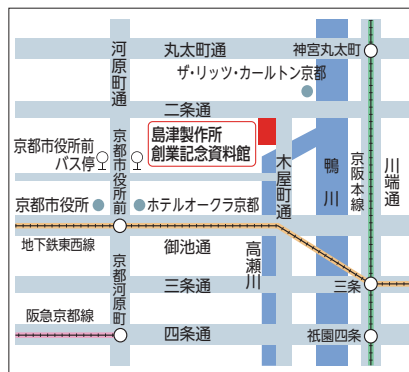 河原町通
丸太町通
神宮丸太町
ザ・リッツ・カールトン京都
二条通
島津製作所
創業記念資料館
京都市役所前
バス停
京都市役所前
木屋町通
鴨川
京阪本線
川端通
京都市役所
ホテルオークラ京都
地下鉄東西線
御池通
高瀬川
京都河原町
三条通
三条
阪急京都線
四条通
祇園四条